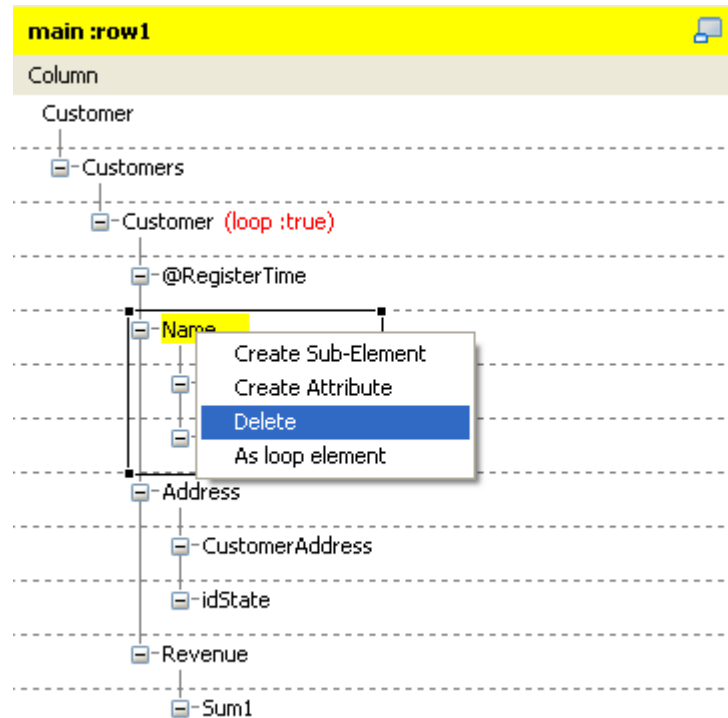 main :row1
Column
Customer
Customers
Customer (loop :true)
@RegisterTime
Name
Create Sub-Element
Create Attribute
Delete
As loop element
Address
CustomerAddress
idState
Revenue
Sum1